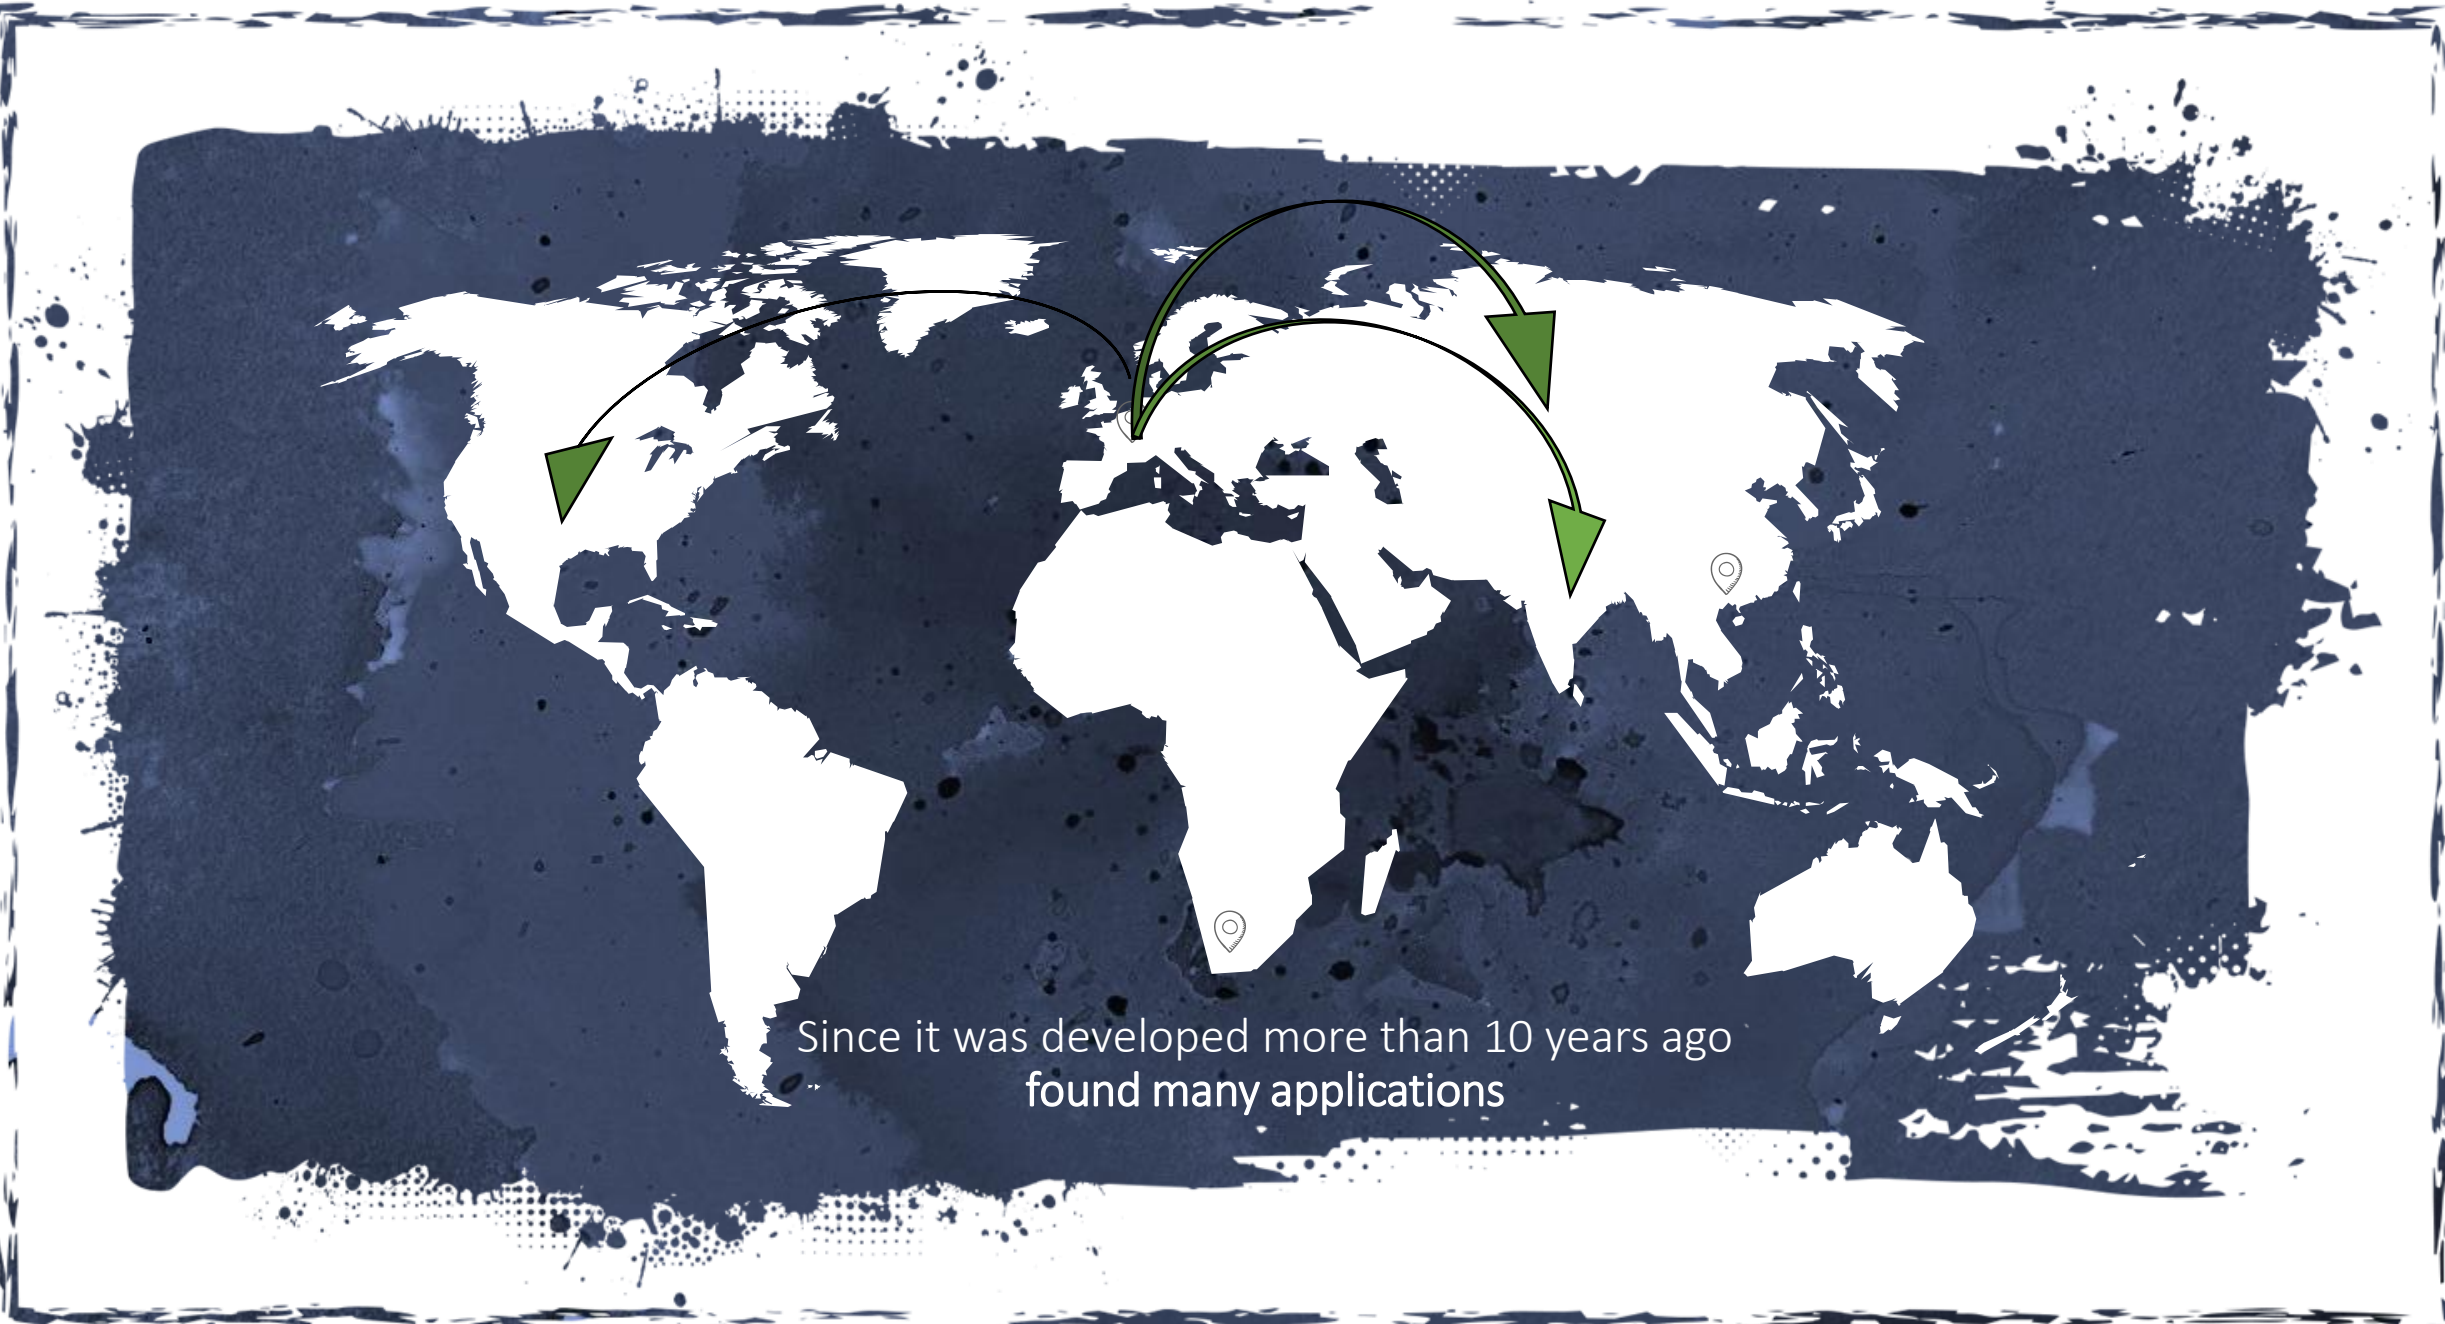 Since it was developed more than 10 years ago
found many applications